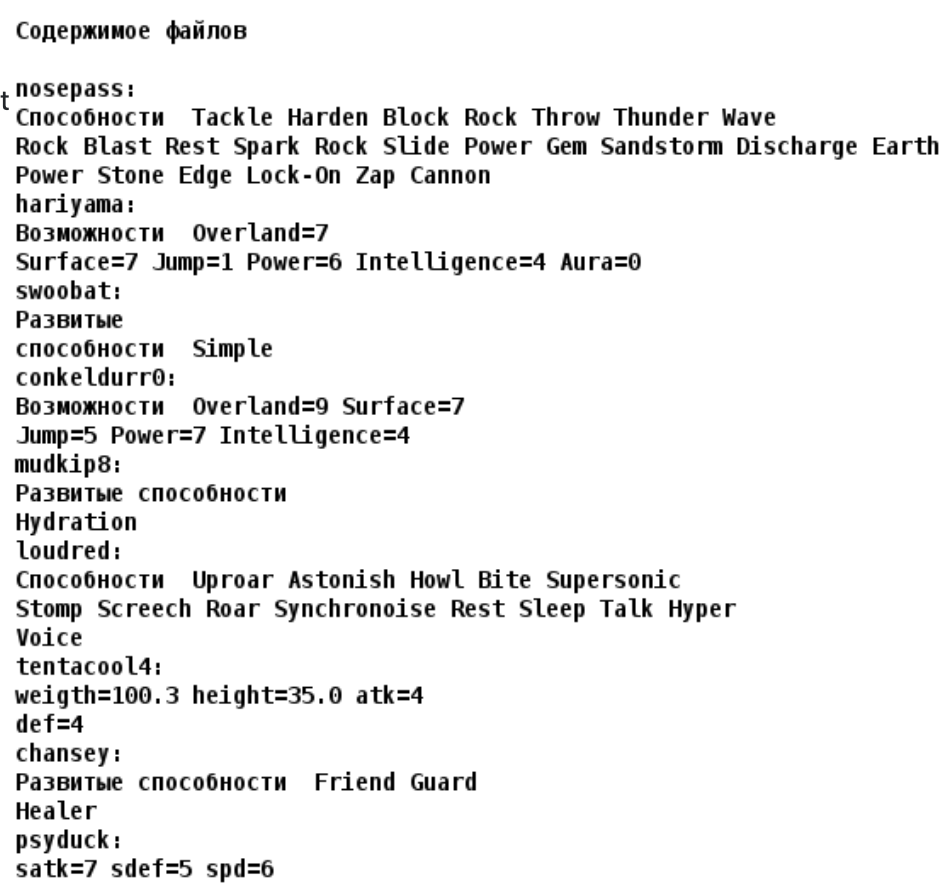 Содержимое файлов
t
nosepass:
Способности  Tackle Harden Block Rock Throw Thunder Wave
Rock Blast Rest Spark Rock Slide Power Gem Sandstorm Discharge Earth
Power Stone Edge Lock-On Zap Cannon
hariyama:
Возможности  Overland=7
Surface=7 Jump=1 Power=6 Intelligence=4 Aura=0
swoobat:
Развитые
способности  Simple
conkeldurr0:
Возможности  Overland=9 Surface=7
Jump=5 Power=7 Intelligence=4
mudkip8:
Развитые способности
Hydration
loudred:
Способности  Uproar Astonish Howl Bite Supersonic
Stomp Screech Roar Synchronoise Rest Sleep Talk Hyper
Voice
tentacool4:
weigth=100.3 height=35.0 atk=4
def=4
chansey:
Развитые способности  Friend Guard
Healer
psyduck:
satk=7 sdef=5 spd=6